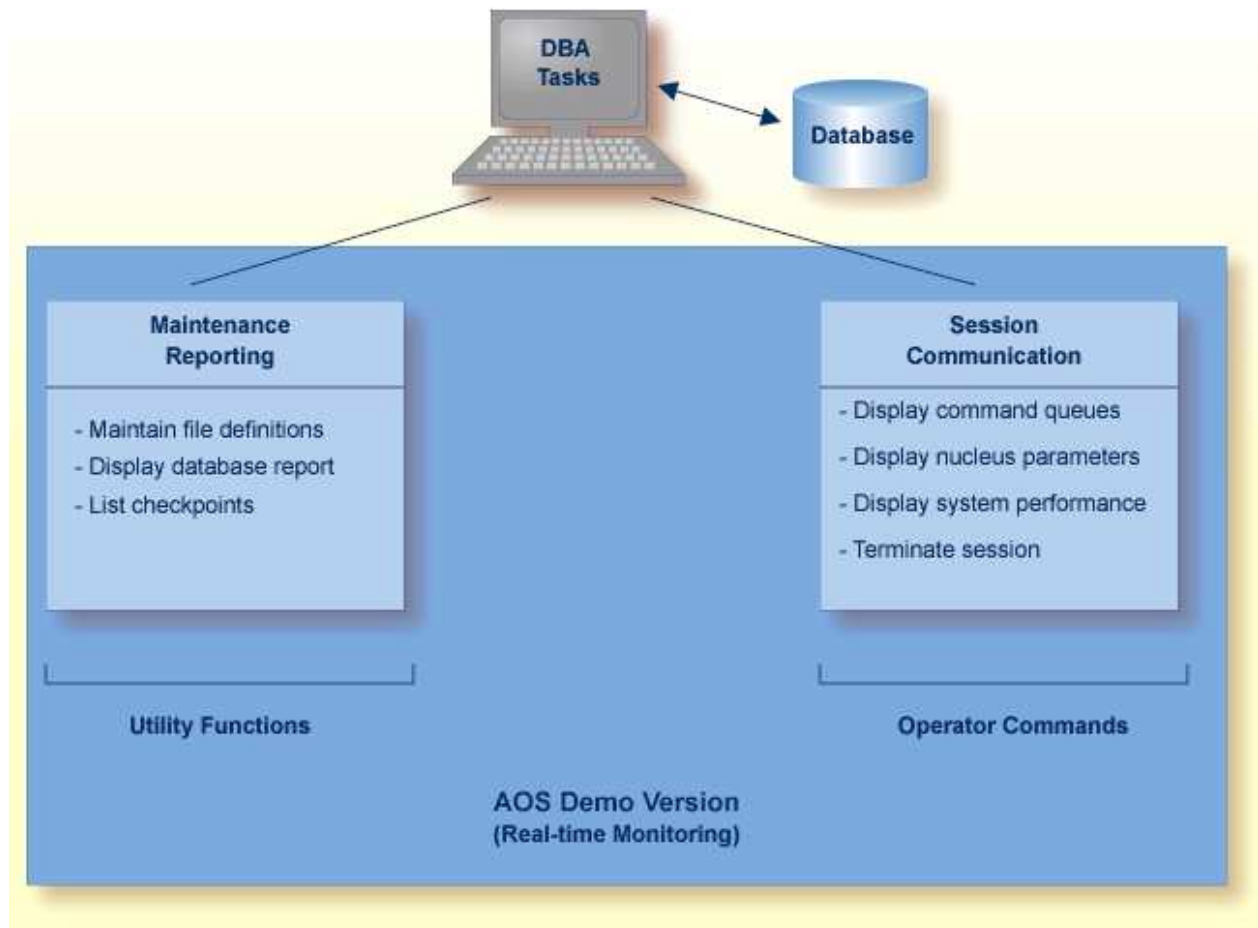 DBA
Tasks
Database
Maintenance
Reporting
- Maintain file definitions
- Display database report
- List checkpoints
Utility Functions
Session
Communication
- Display command queues
- Display nucleus parameters
- Display system performance
- Terminate session
Operator Commands
AOS Demo Version
(Real-time Monitoring)